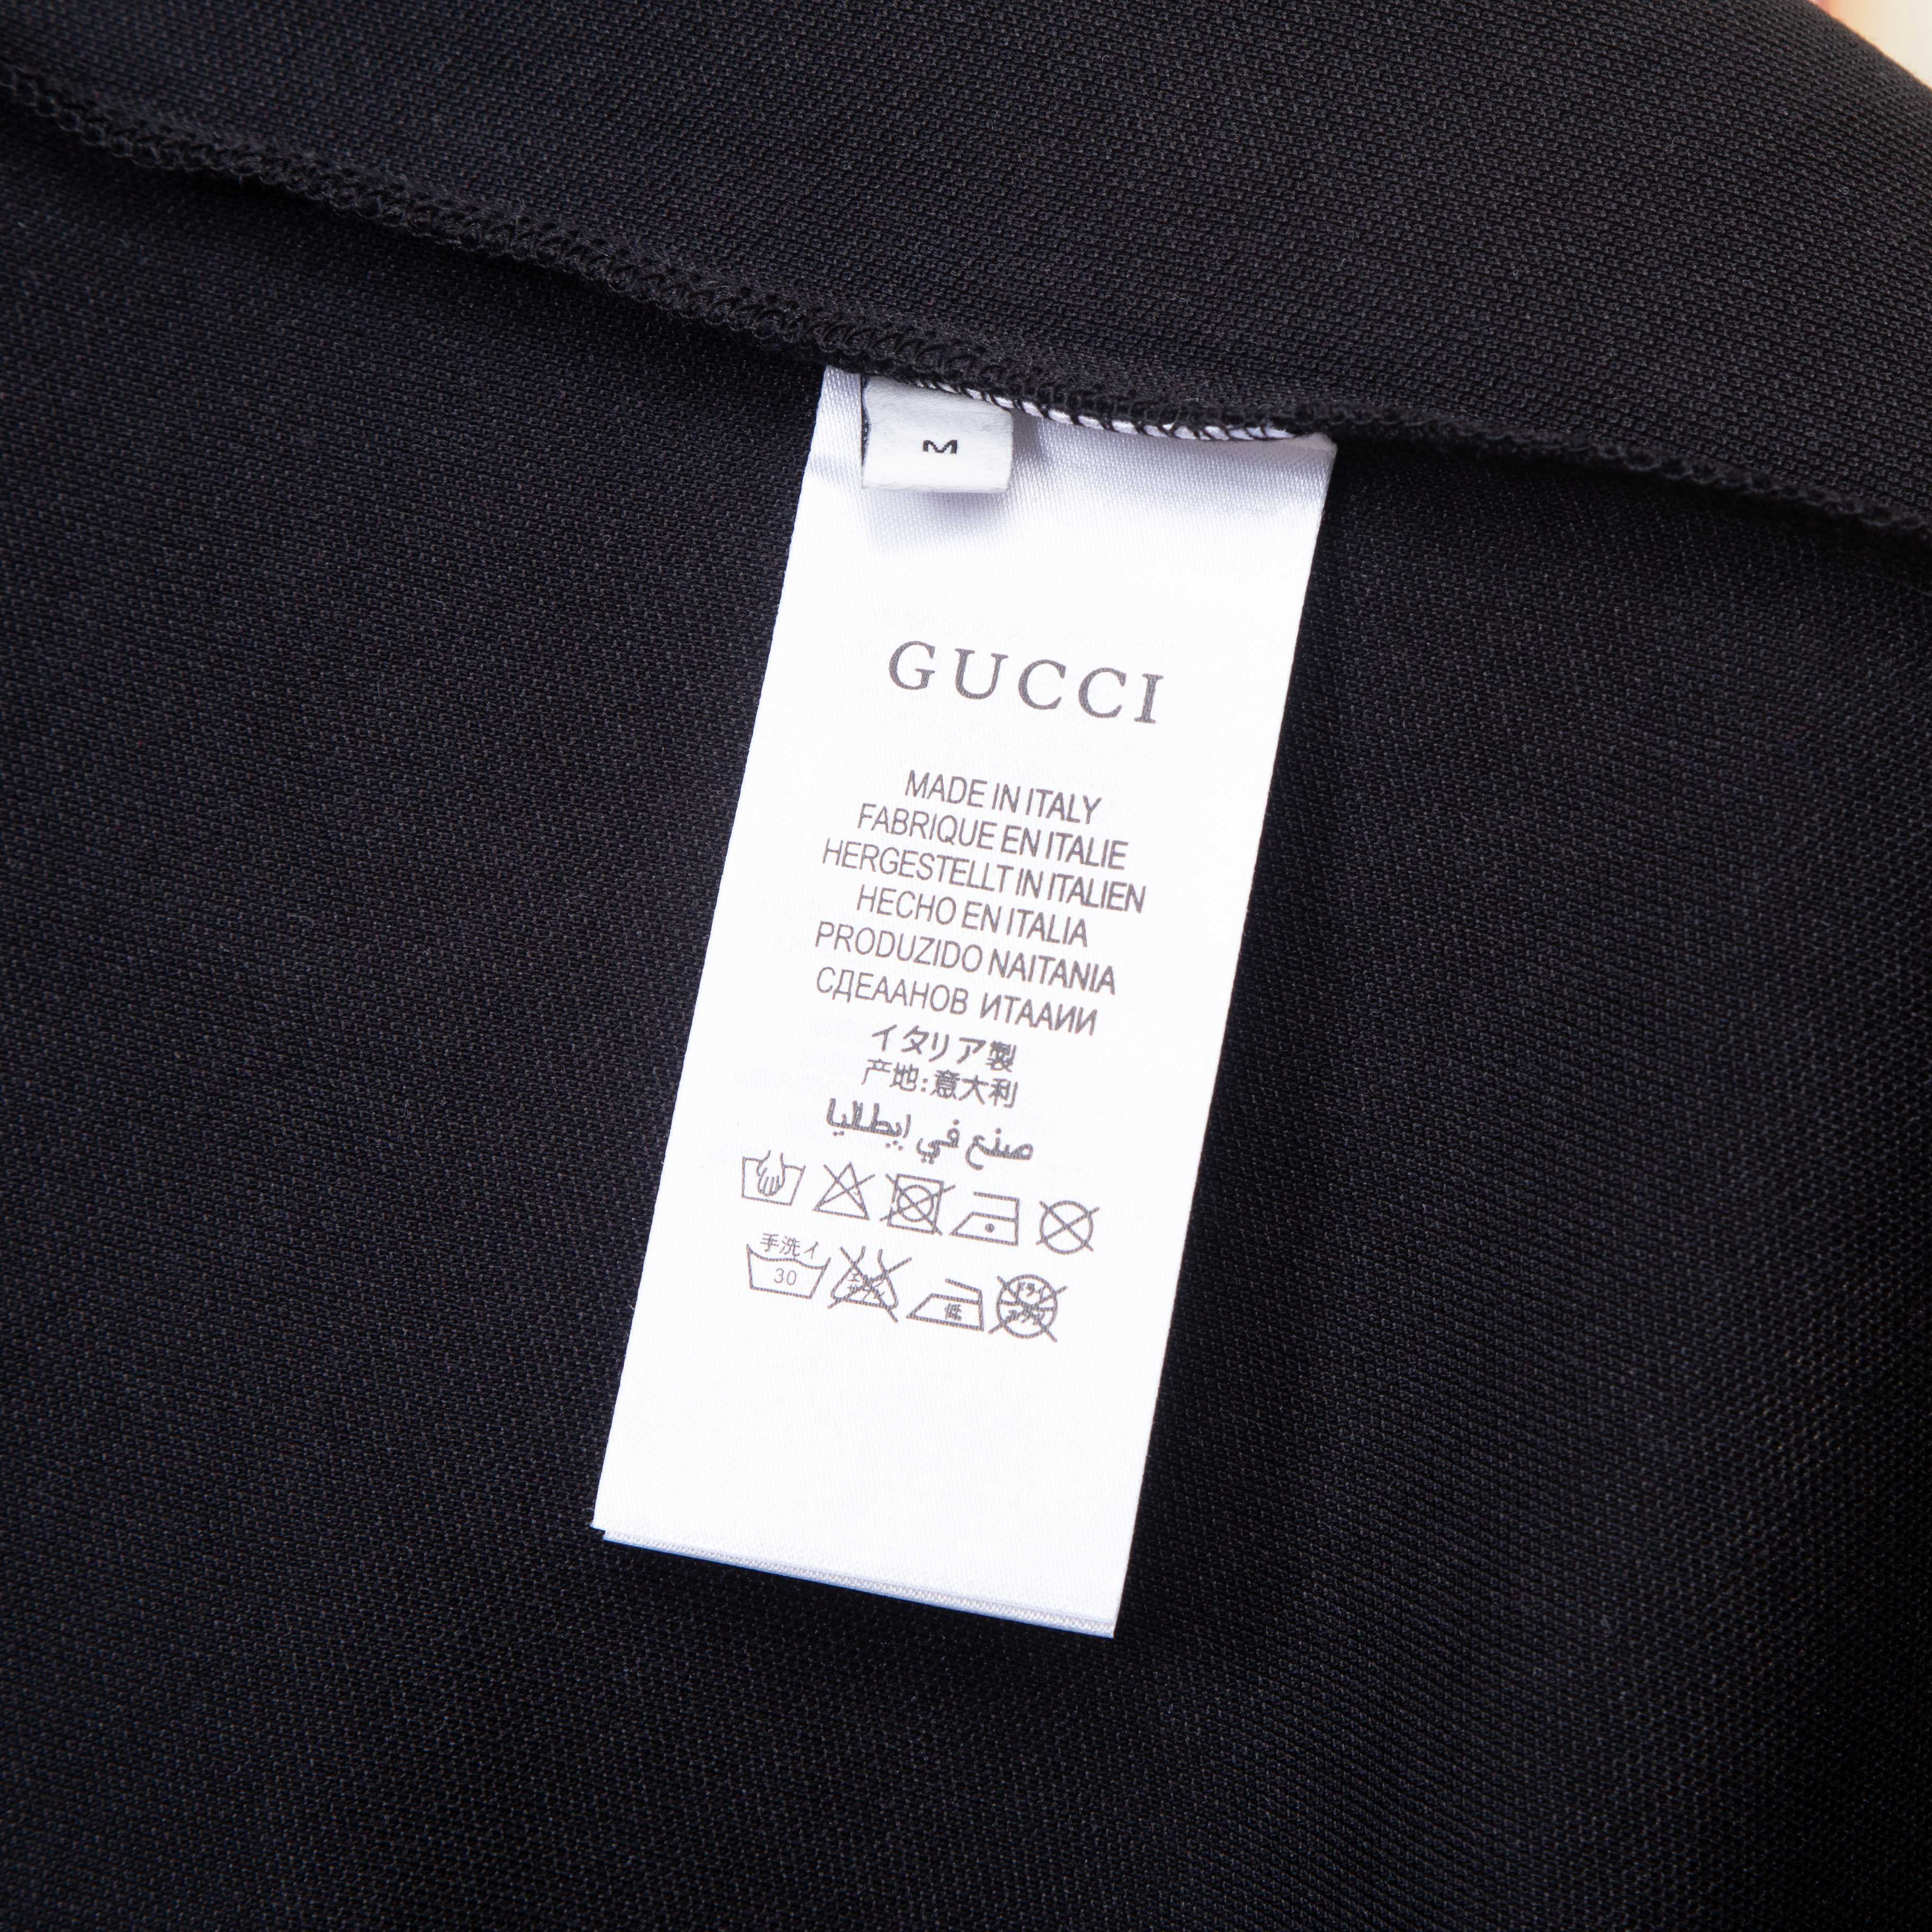 M
GUCCI
MADE IN ITALY
FABRIQUE EN ITALIE
HERGESTELLT IN ITALIEN
HECHO EN ITALIA
PRODUZIDO NAITANIA
СДЕААНОВ ИТААИИ
イタリア製
产地:意大利
صنع في إيطاليا
手洗イ
30
低